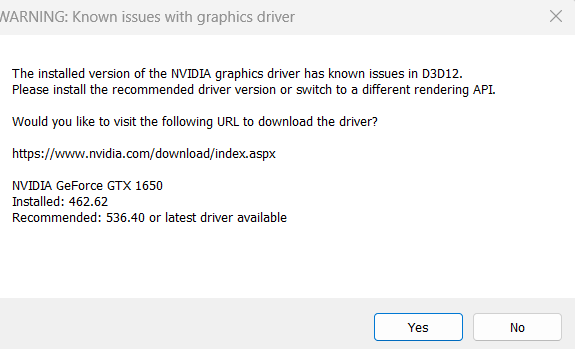 WARNING: Known issues with graphics driver
The installed version of the NVIDIA graphics driver has known issues in D3D12.
Please install the recommended driver version or switch to a different rendering API.
Would you like to visit the following URL to download the driver?
https://www.nvidia.com/download/index.aspx
NVIDIA GeForce GTX 1650
Installed: 462.62
Recommended: 536.40 or latest driver available
Yes
No